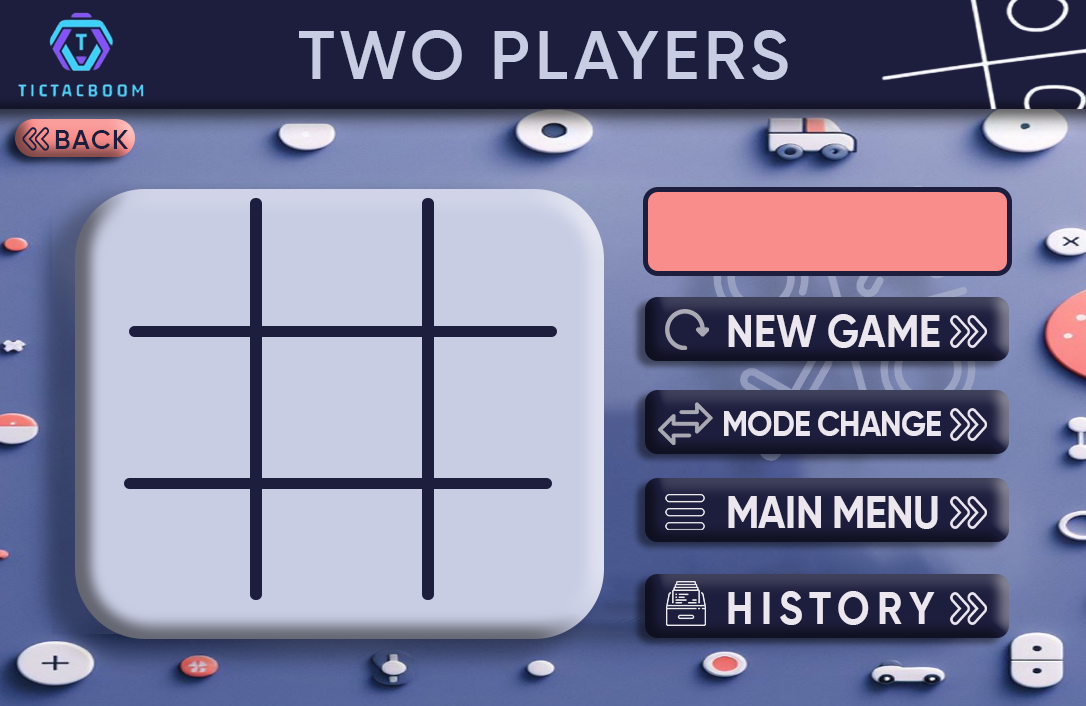 T
TICTACBOOM
TWO PLAYERS
BACK
NEW GAME
MODE CHANGE
MAIN MENU
HISTORY